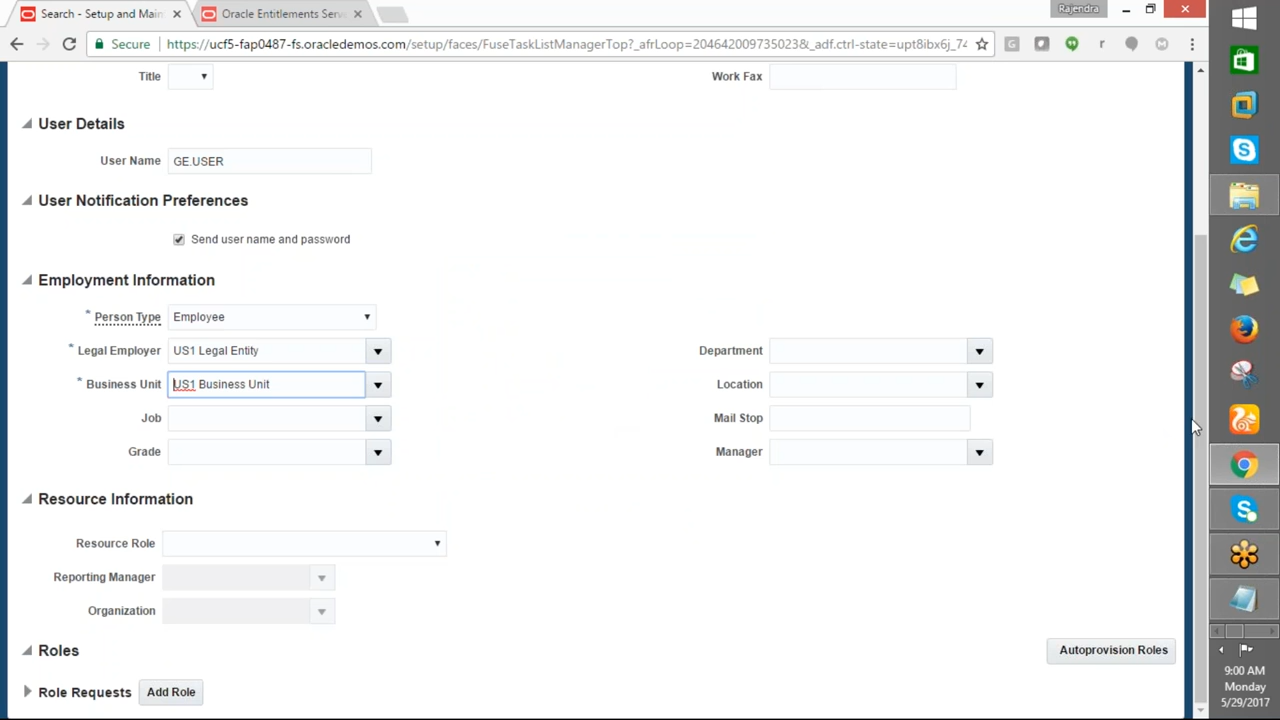 Search - Setup and Main
Oracle Entitlements Serv
Rajendra
Secure
https://ucf5-fap0487-fs.oracledemos.com/setup/faces/FuseTaskListManagerTop?_afrLoop=204642009735023&_adf.ctrl-state=upt8ibx6j_74
Title
Work Fax
User Details
User Name GE.USER
User Notification Preferences
Send user name and password
Employment Information
* Person Type Employee
* Legal Employer US1 Legal Entity
Department
* Business Unit US1 Business Unit
Location
Job
Mail Stop
Grade
Manager
Resource Information
Resource Role
Reporting Manager
Organization
Roles
Autoprovision Roles
Role Requests Add Role
9:00 AM
Monday
5/29/2017